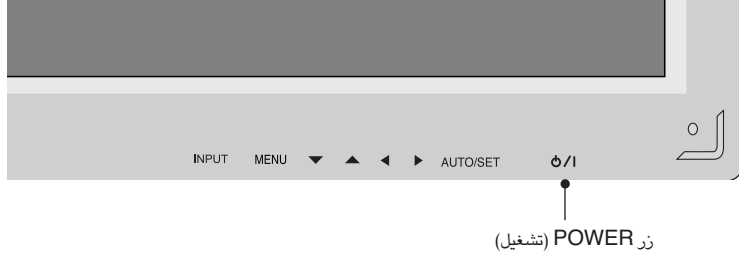 INPUT MENU ▼ ▲ ◀ ▶ AUTO/SET ⏻/I
زر POWER (تشغيل)